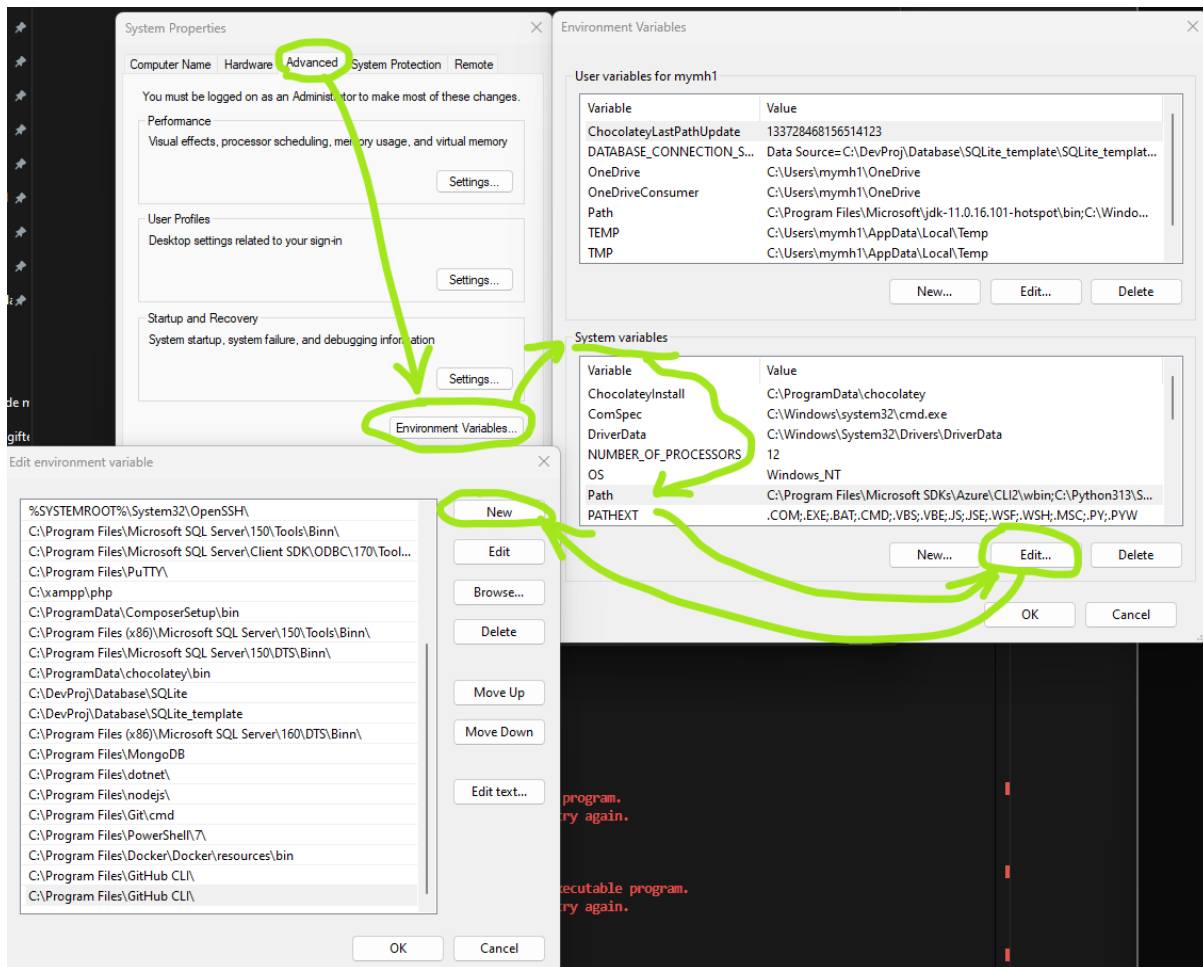 System Properties
Computer Name Hardware Advanced System Protection Remote
You must be logged on as an Administrator to make most of these changes.
Performance
Visual effects, processor scheduling, memory usage, and virtual memory
Settings...
User Profiles
Desktop settings related to your sign-in
Settings...
Startup and Recovery
System startup, system failure, and debugging information
Settings...
Environment Variables...
Environment Variables
User variables for mymh1
Variable Value
ChocolateyLastPathUpdate 133728468156514123
DATABASE_CONNECTION_S... Data Source=C:\DevProj\Database\SQLite_template\SQLite_templat...
OneDrive C:\Users\mymh1\OneDrive
OneDriveConsumer C:\Users\mymh1\OneDrive
Path C:\Program Files\Microsoft\jdk-11.0.16.101-hotspot\bin;C:\Windo...
TEMP C:\Users\mymh1\AppData\Local\Temp
TMP C:\Users\mymh1\AppData\Local\Temp
New... Edit... Delete
System variables
Variable Value
ChocolateyInstall C:\ProgramData\chocolatey
ComSpec C:\Windows\system32\cmd.exe
DriverData C:\Windows\System32\Drivers\DriverData
NUMBER_OF_PROCESSORS 12
OS Windows_NT
Path C:\Program Files\Microsoft SDKs\Azure\CLI2\wbin;C:\Python313\S...
PATHEXT .COM;.EXE;.BAT;.CMD;.VBS;.VBE;.JS;.JSE;.WSF;.WSH;.MSC;.PY;.PYW
New... Edit... Delete
OK Cancel
de m
gifte
Edit environment variable
%SYSTEMROOT%\System32\OpenSSH\
C:\Program Files\Microsoft SQL Server\150\Tools\Binn\
C:\Program Files\Microsoft SQL Server\Client SDK\ODBC\170\Tool...
C:\Program Files\PuTTY\
C:\xampp\php
C:\ProgramData\ComposerSetup\bin
C:\Program Files (x86)\Microsoft SQL Server\150\Tools\Binn\
C:\Program Files\Microsoft SQL Server\150\DTS\Binn\
C:\ProgramData\chocolatey\bin
C:\DevProj\Database\SQLite
C:\DevProj\Database\SQLite_template
C:\Program Files (x86)\Microsoft SQL Server\160\DTS\Binn\
C:\Program Files\MongoDB
C:\Program Files\dotnet\
C:\Program Files\nodejs\
C:\Program Files\Git\cmd
C:\Program Files\PowerShell\7\
C:\Program Files\Docker\Docker\resources\bin
C:\Program Files\GitHub CLI\
C:\Program Files\GitHub CLI\
New
Edit
Browse...
Delete
Move Up
Move Down
Edit text...
OK Cancel
program.
ry again.
ecutable program.
ry again.